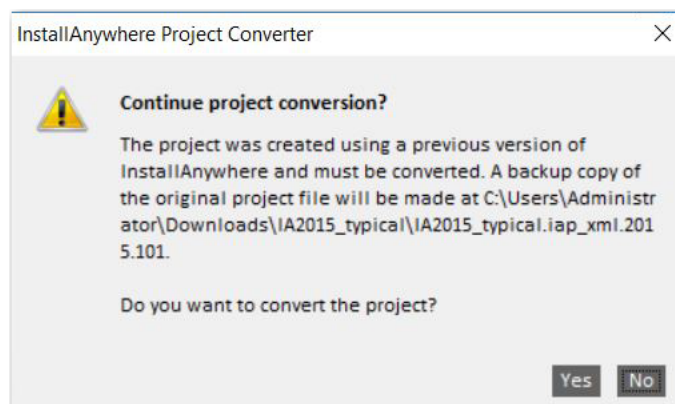 InstallAnywhere Project Converter
Continue project conversion?
The project was created using a previous version of
InstallAnywhere and must be converted. A backup copy of
the original project file will be made at C:\Users\Administr
ator\Downloads\IA2015_typical\IA2015_typical.iap_xml.201
5.101.
Do you want to convert the project?
Yes No